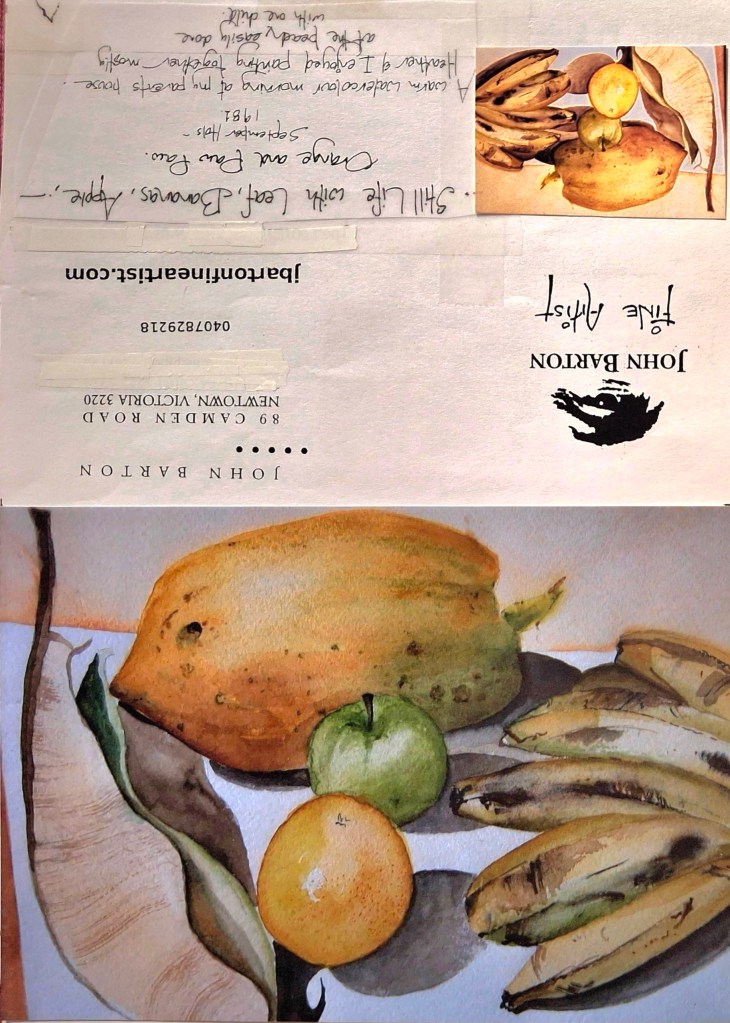 JOHN BARTON
89 CAMDEN ROAD
NEWTOWN, VICTORIA 3220
0407829218
jbartonfineartist.com
JOHN BARTON
FINE ARTIST
.. Still Life with Leaf, Bananas, Apple, -
Orange and Paw Paw.
September Hols -
1981
A warm watercolour morning at my parents house.
Heather & I enjoyed painting together mostly
at the beach, easily done
with one child.